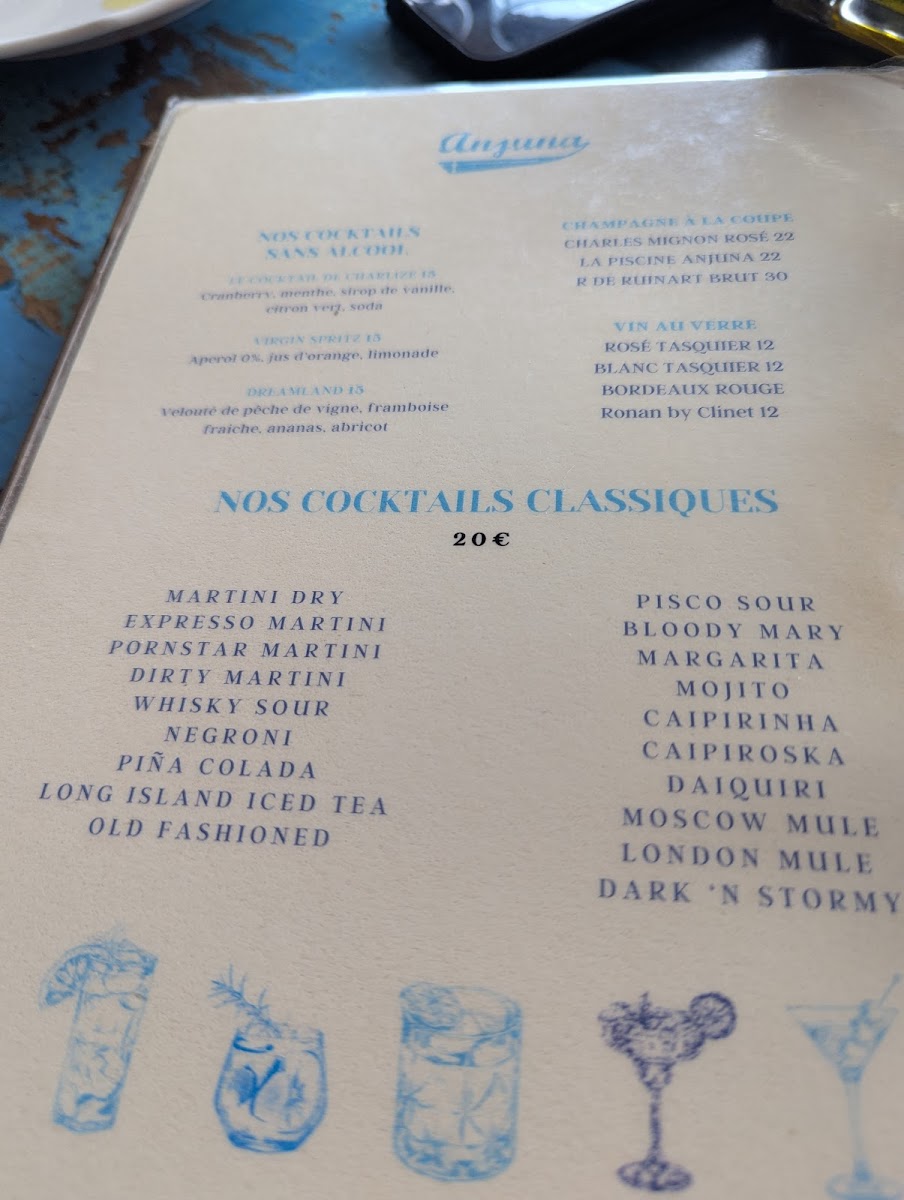 Anjuna
NOS COCKTAILS
SANS ALCOOL
LE COCKTAIL DE CHARLIZE 15
Cranberry, menthe, sirop de vanille,
citron vert, soda
VIRGIN SPRITZ 15
Aperol 0%, jus d'orange, limonade
DREAMLAND 15
Velouté de pêche de vigne, framboise
fraiche, ananas, abricot
CHAMPAGNE À LA COUPE
CHARLES MIGNON ROSÉ 22
LA PISCINE ANJUNA 22
R DE RUINART BRUT 30
VIN AU VERRE
ROSÉ TASQUIER 12
BLANC TASQUIER 12
BORDEAUX ROUGE
Ronan by Clinet 12
NOS COCKTAILS CLASSIQUES
20€
MARTINI DRY
EXPRESSO MARTINI
PORNSTAR MARTINI
DIRTY MARTINI
WHISKY SOUR
NEGRONI
PIÑA COLADA
LONG ISLAND ICED TEA
OLD FASHIONED
PISCO SOUR
BLOODY MARY
MARGARITA
MOJITO
CAIPIRINHA
CAIPIROSKA
DAIQUIRI
MOSCOW MULE
LONDON MULE
DARK 'N STORMY